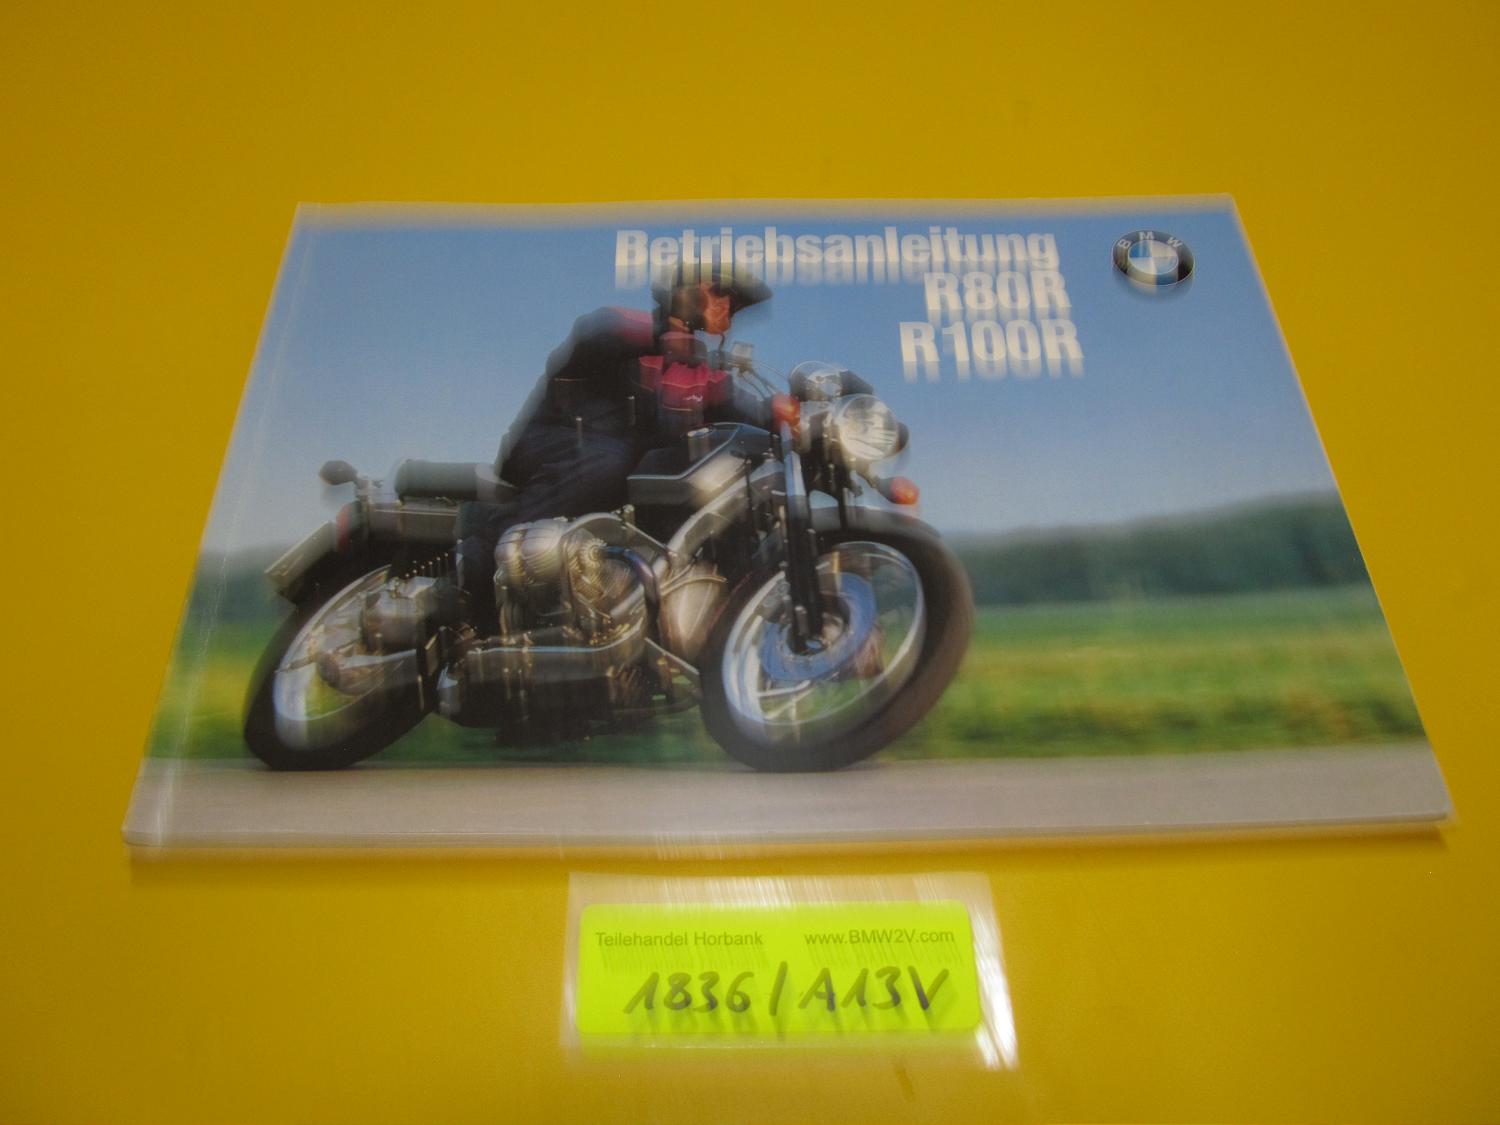 Betriebsanleitung
R80R
R100R
BMW
Teilehandel Horbank www.BMW2V.com
1836/A13V